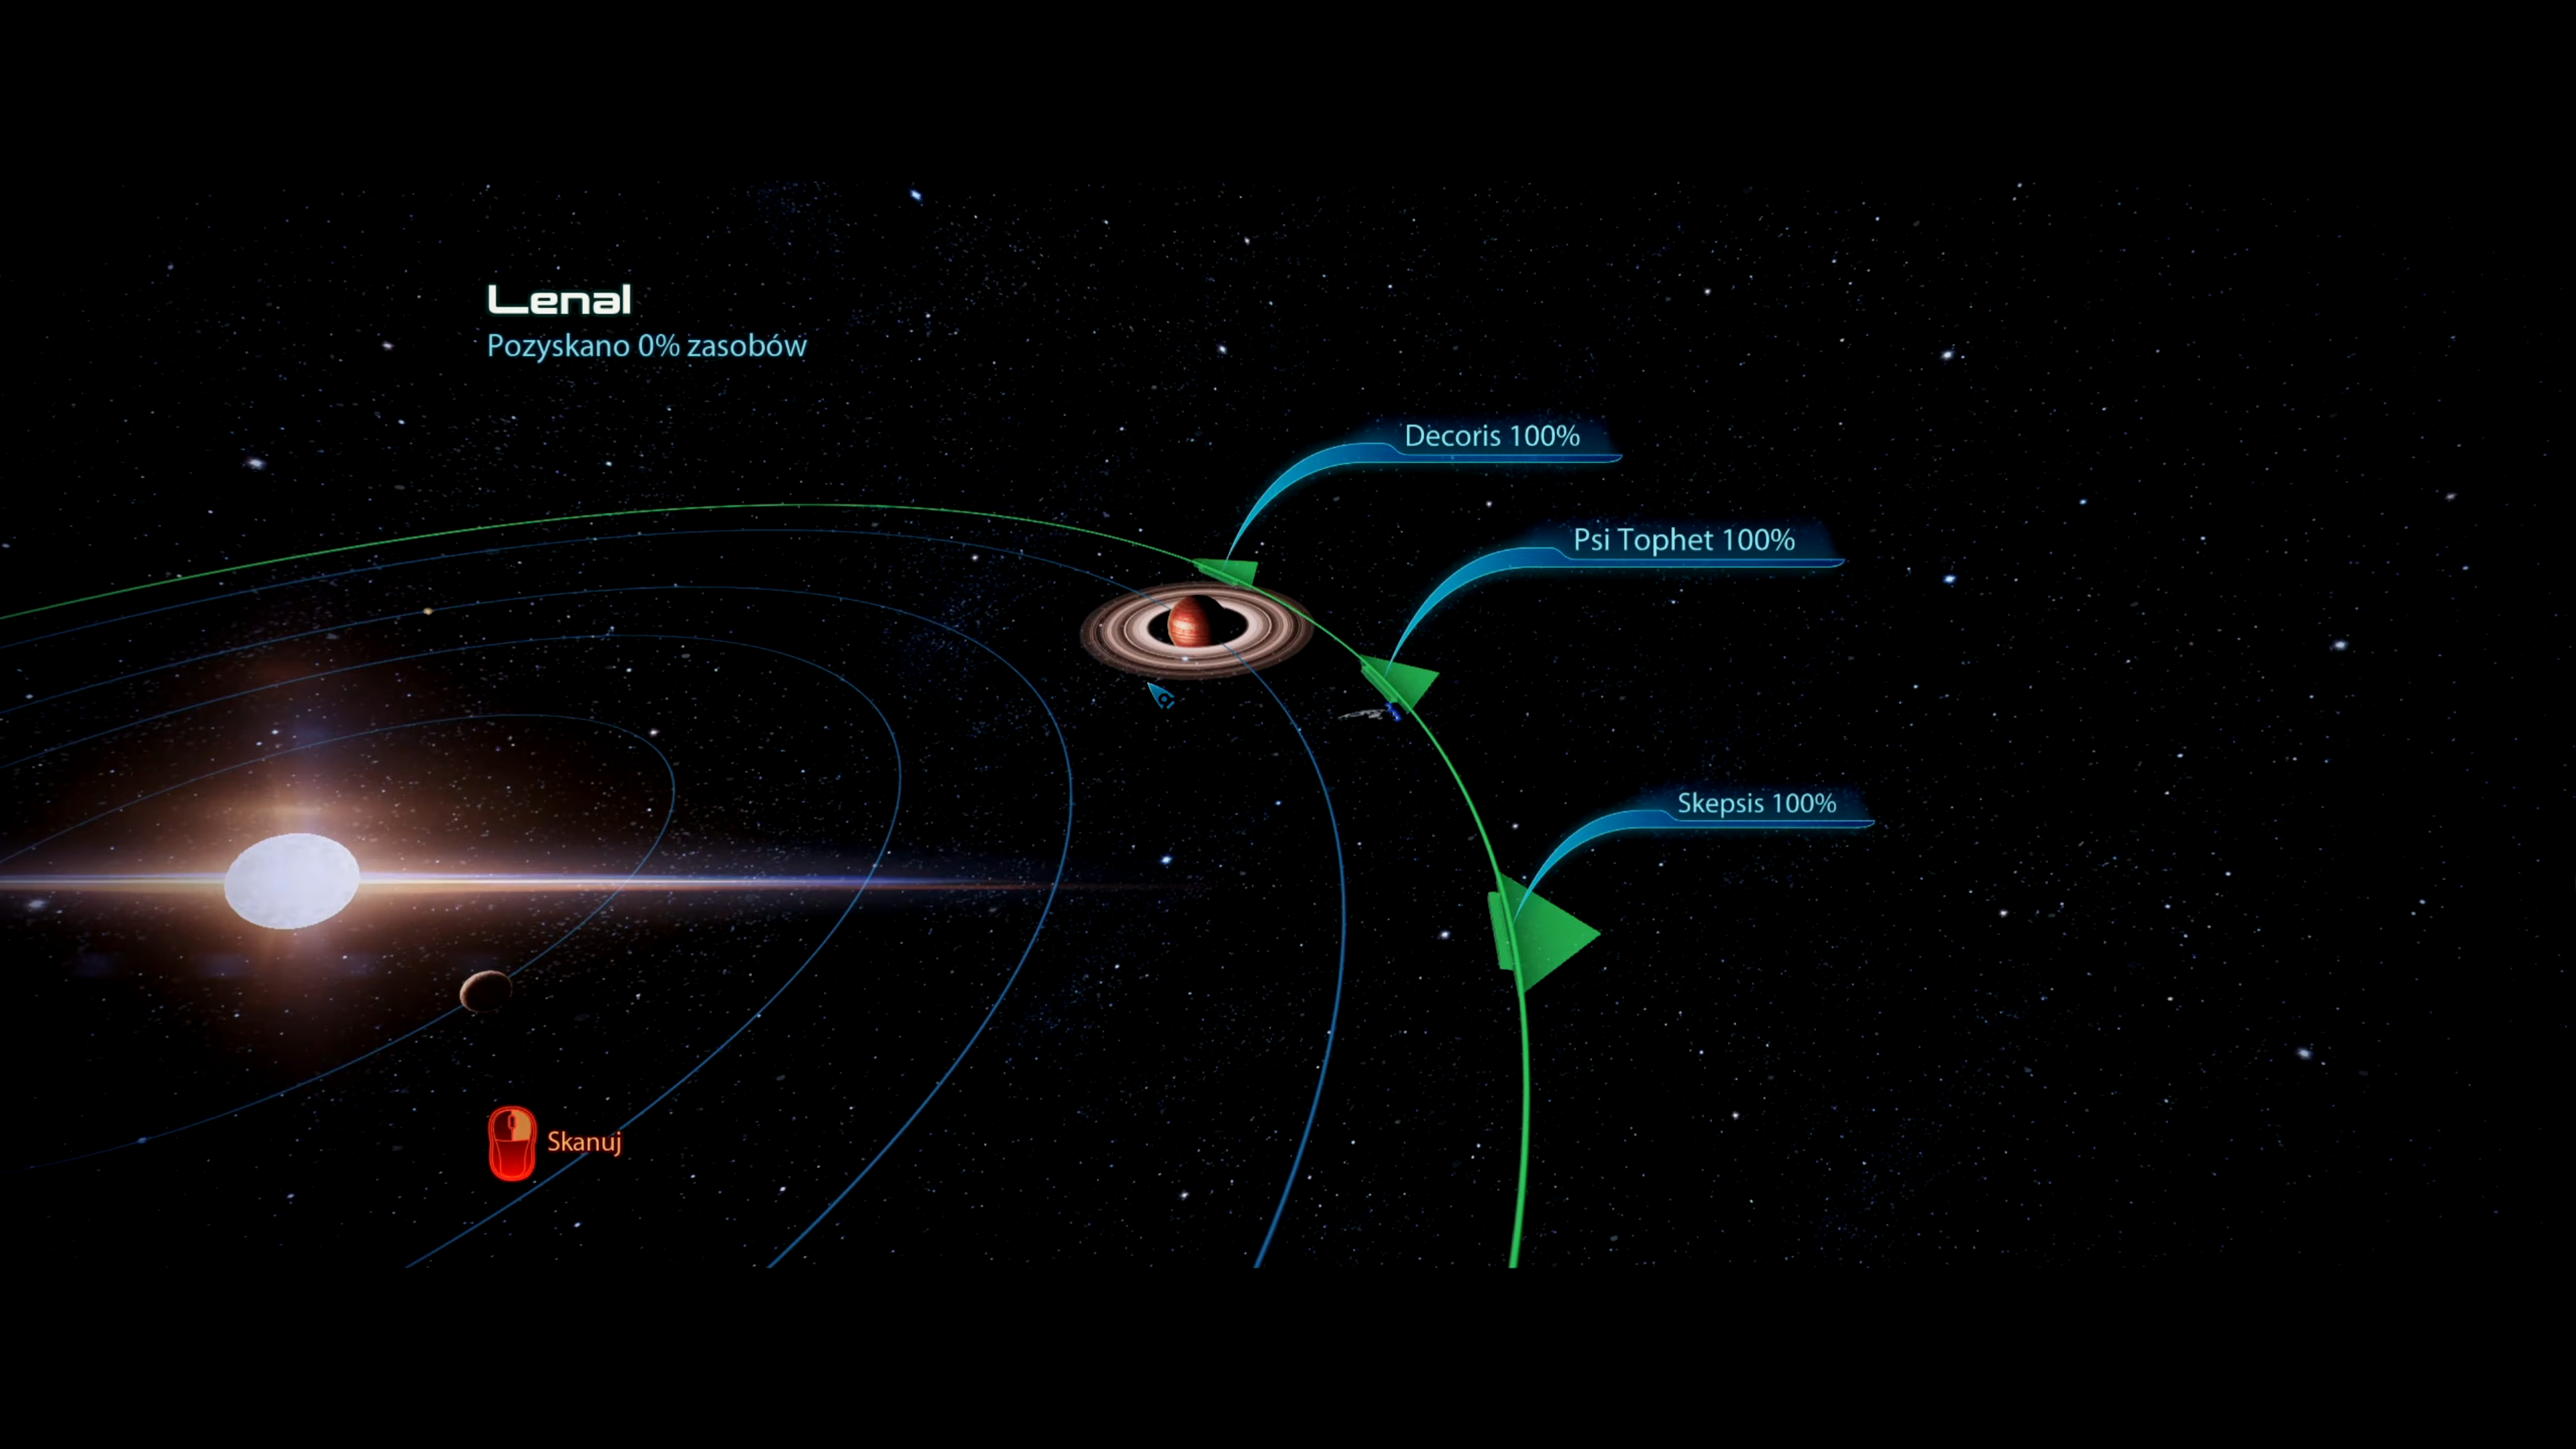 Lenal
Pozyskano 0% zasobów
Decoris 100%
Psi Tophet 100%
Skepsis 100%
Skanuj